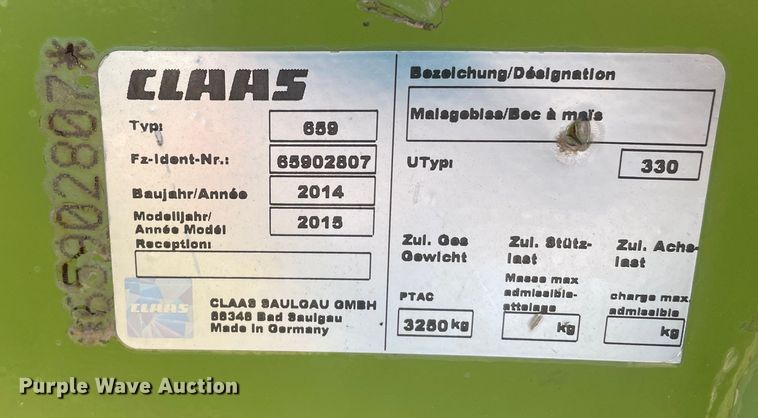 *65902807*
CLAAS
Typ: 659
Fz-Ident-Nr.: 65902807
Baujahr/Année 2014
Modelljahr/
Année Modél 2015
Reception:
CLAAS
CLAAS SAULGAU GMBH
88348 Bad Saulgau
Made in Germany
Bezeichung/Désignation
Maisgebiss/Bec à maïs
UTyp: 330
Zul. Ges Gewicht
Zul. Stütz-last
Zul. Achs-last
PTAC
Masse max admissible-attelage
charge max. admissible
3250 kg
kg
kg
Purple Wave Auction